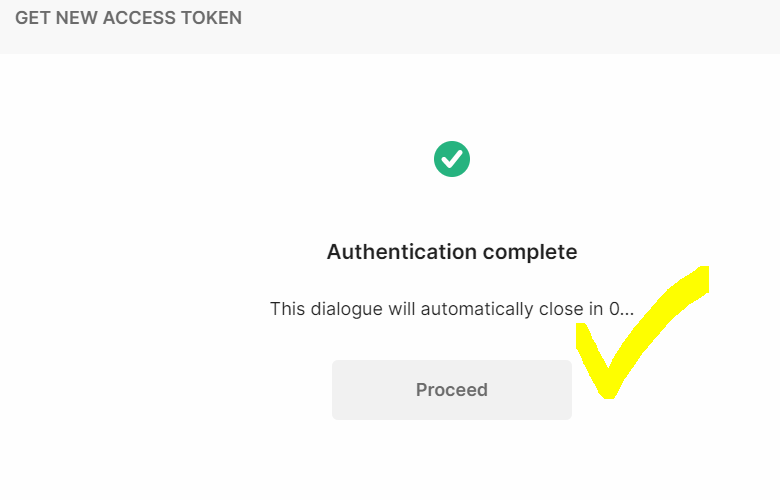 GET NEW ACCESS TOKEN
Authentication complete
This dialogue will automatically close in 0...
Proceed